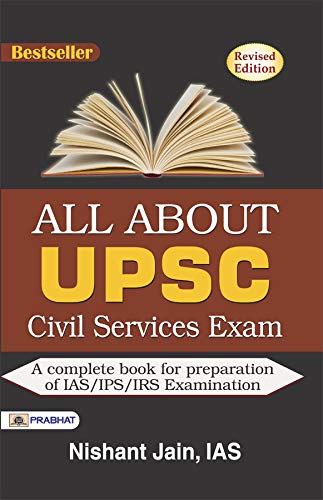 Bestseller
Revised
Edition
ALL ABOUT
UPSC
Civil Services Exam
A complete book for preparation
of IAS/IPS/IRS Examination
PRABHAT
Nishant Jain, IAS